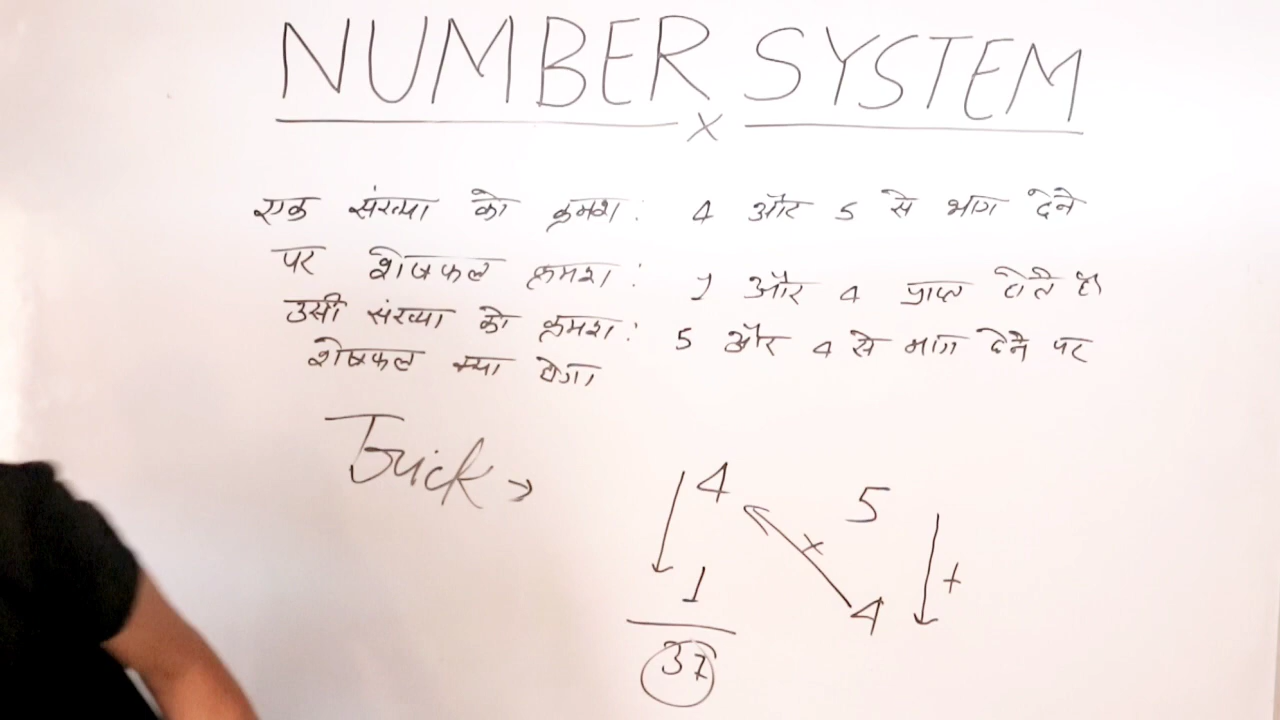 NUMBER SYSTEM
x
एक संख्या को क्रमश: 4 और 5 से भाग देने
पर शेषफल क्रमश: 1 और 4 प्राप्त होते है।
उसी संख्या को क्रमश: 5 और 4 से भाग देने पर
शेषफल क्या होगा
Trick →
4 5
x
1 4 +
37